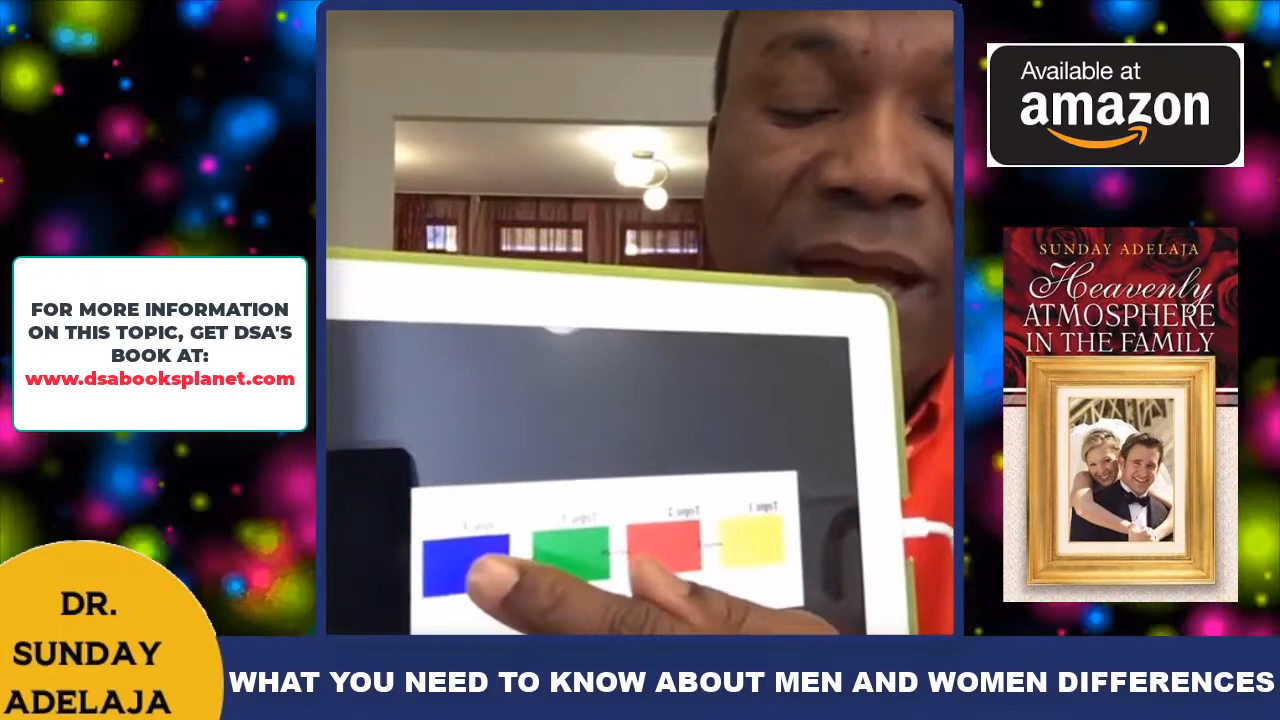 FOR MORE INFORMATION
ON THIS TOPIC, GET DSA'S
BOOK AT:
www.dsabooksplanet.com
DR.
SUNDAY
ADELAJA
WHAT YOU NEED TO KNOW ABOUT MEN AND WOMEN DIFFERENCES
Available at
amazon
SUNDAY ADELAJA
Heavenly
ATMOSPHERE
IN THE FAMILY